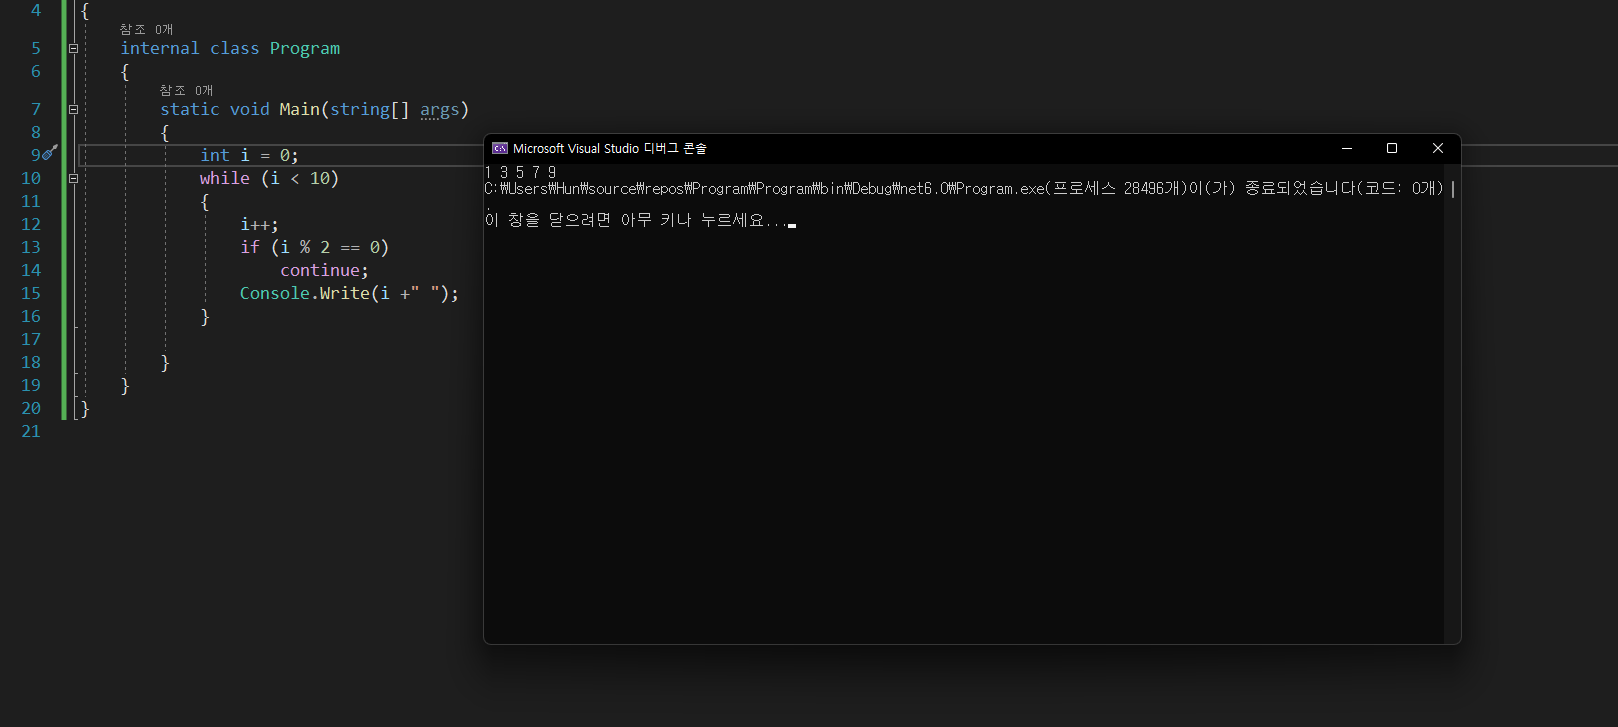 4 {
참조 0개
5 internal class Program
6 {
참조 0개
7 static void Main(string[] args)
8 {
9 int i = 0;
10 while (i < 10)
11 {
12 i++;
13 if (i % 2 == 0)
14 continue;
15 Console.Write(i +" ");
16 }
17
18 }
19 }
20 }
21
Microsoft Visual Studio 디버그 콘솔
1 3 5 7 9
C:₩Users₩Hun₩source₩repos₩Program₩Program₩bin₩Debug₩net6.0₩Program.exe(프로세스 28496개)이(가) 종료되었습니다(코드: 0개)
.
이 창을 닫으려면 아무 키나 누르세요...